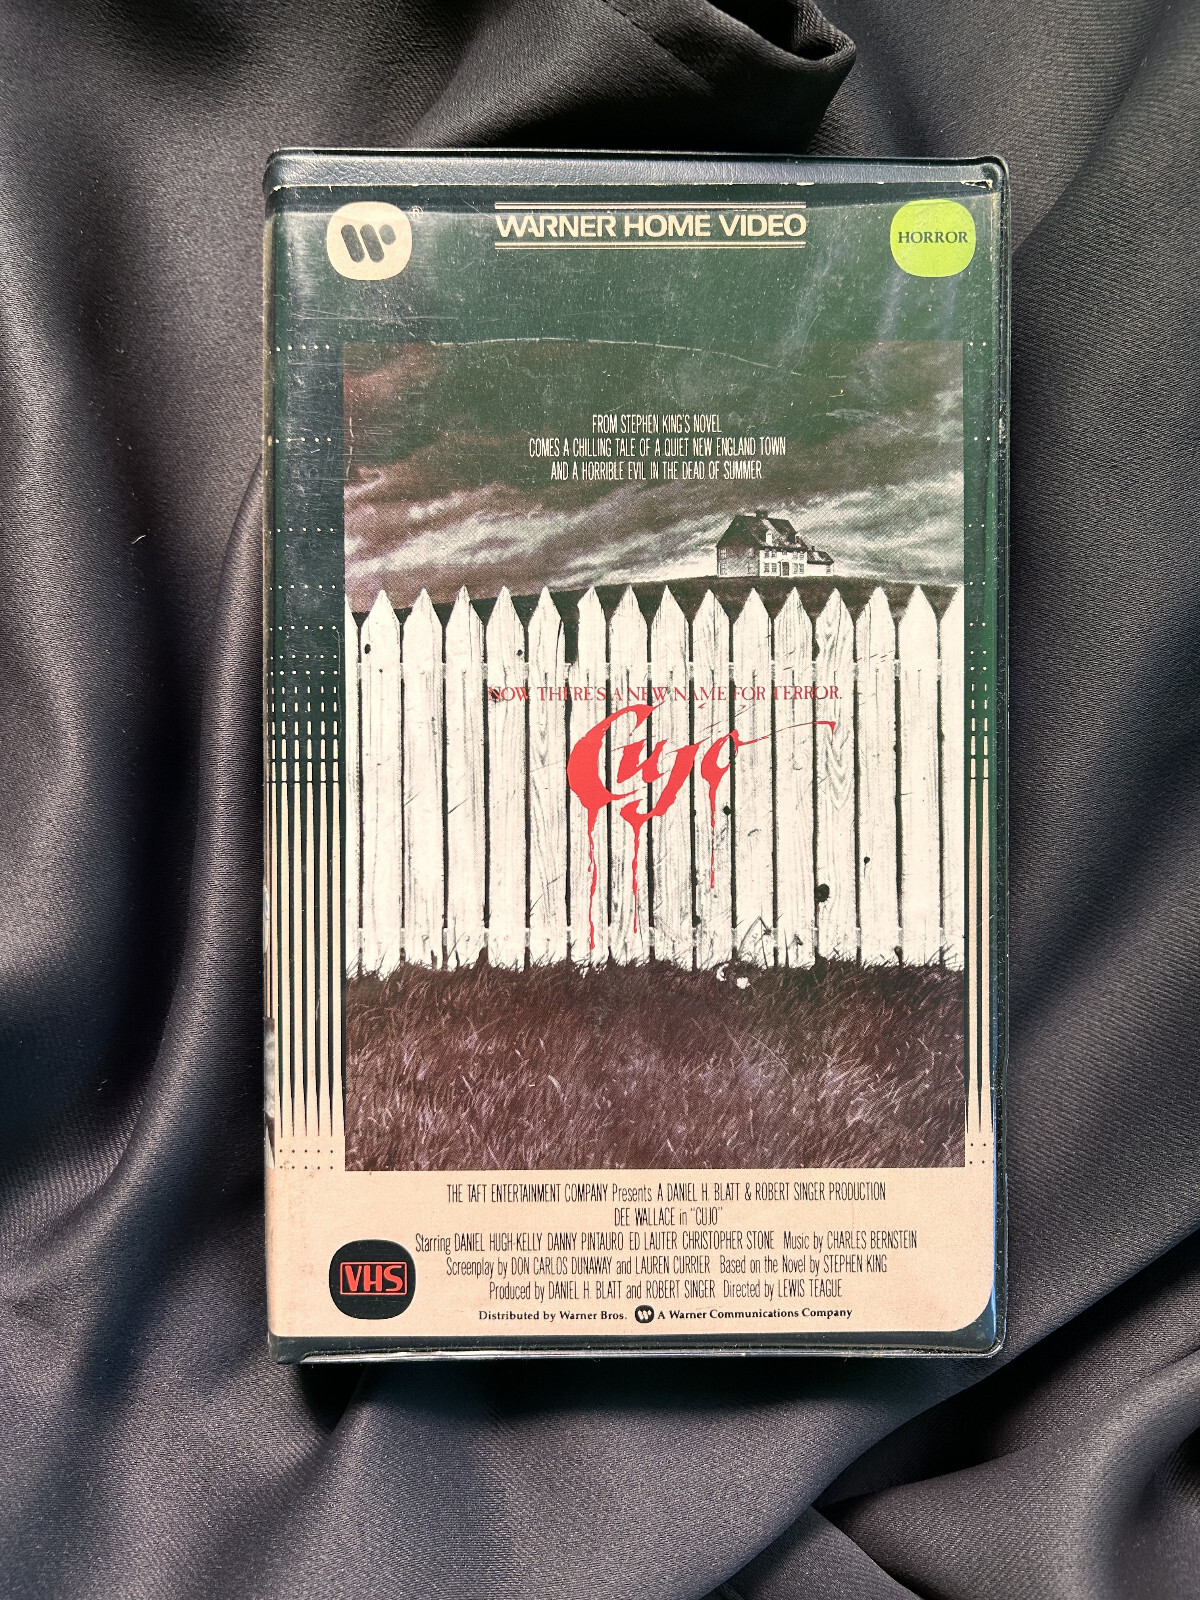 WARNER HOME VIDEO
HORROR
FROM STEPHEN KING'S NOVEL
COMES A CHILLING TALE OF A QUIET NEW ENGLAND TOWN
AND A HORRIBLE EVIL IN THE DEAD OF SUMMER
NOW THERE'S A NEW NAME FOR TERROR.
Cujo
THE TAFT ENTERTAINMENT COMPANY Presents A DANIEL H. BLATT & ROBERT SINGER PRODUCTION
DEE WALLACE in "CUJO"
Starring DANIEL HUGH-KELLY DANNY PINTAURO ED LAUTER CHRISTOPHER STONE Music by CHARLES BERNSTEIN
Screenplay by DON CARLOS DUNAWAY and LAUREN CURRIER Based on the Novel by STEPHEN KING
Produced by DANIEL H. BLATT and ROBERT SINGER Directed by LEWIS TEAGUE
VHS
Distributed by Warner Bros. A Warner Communications Company